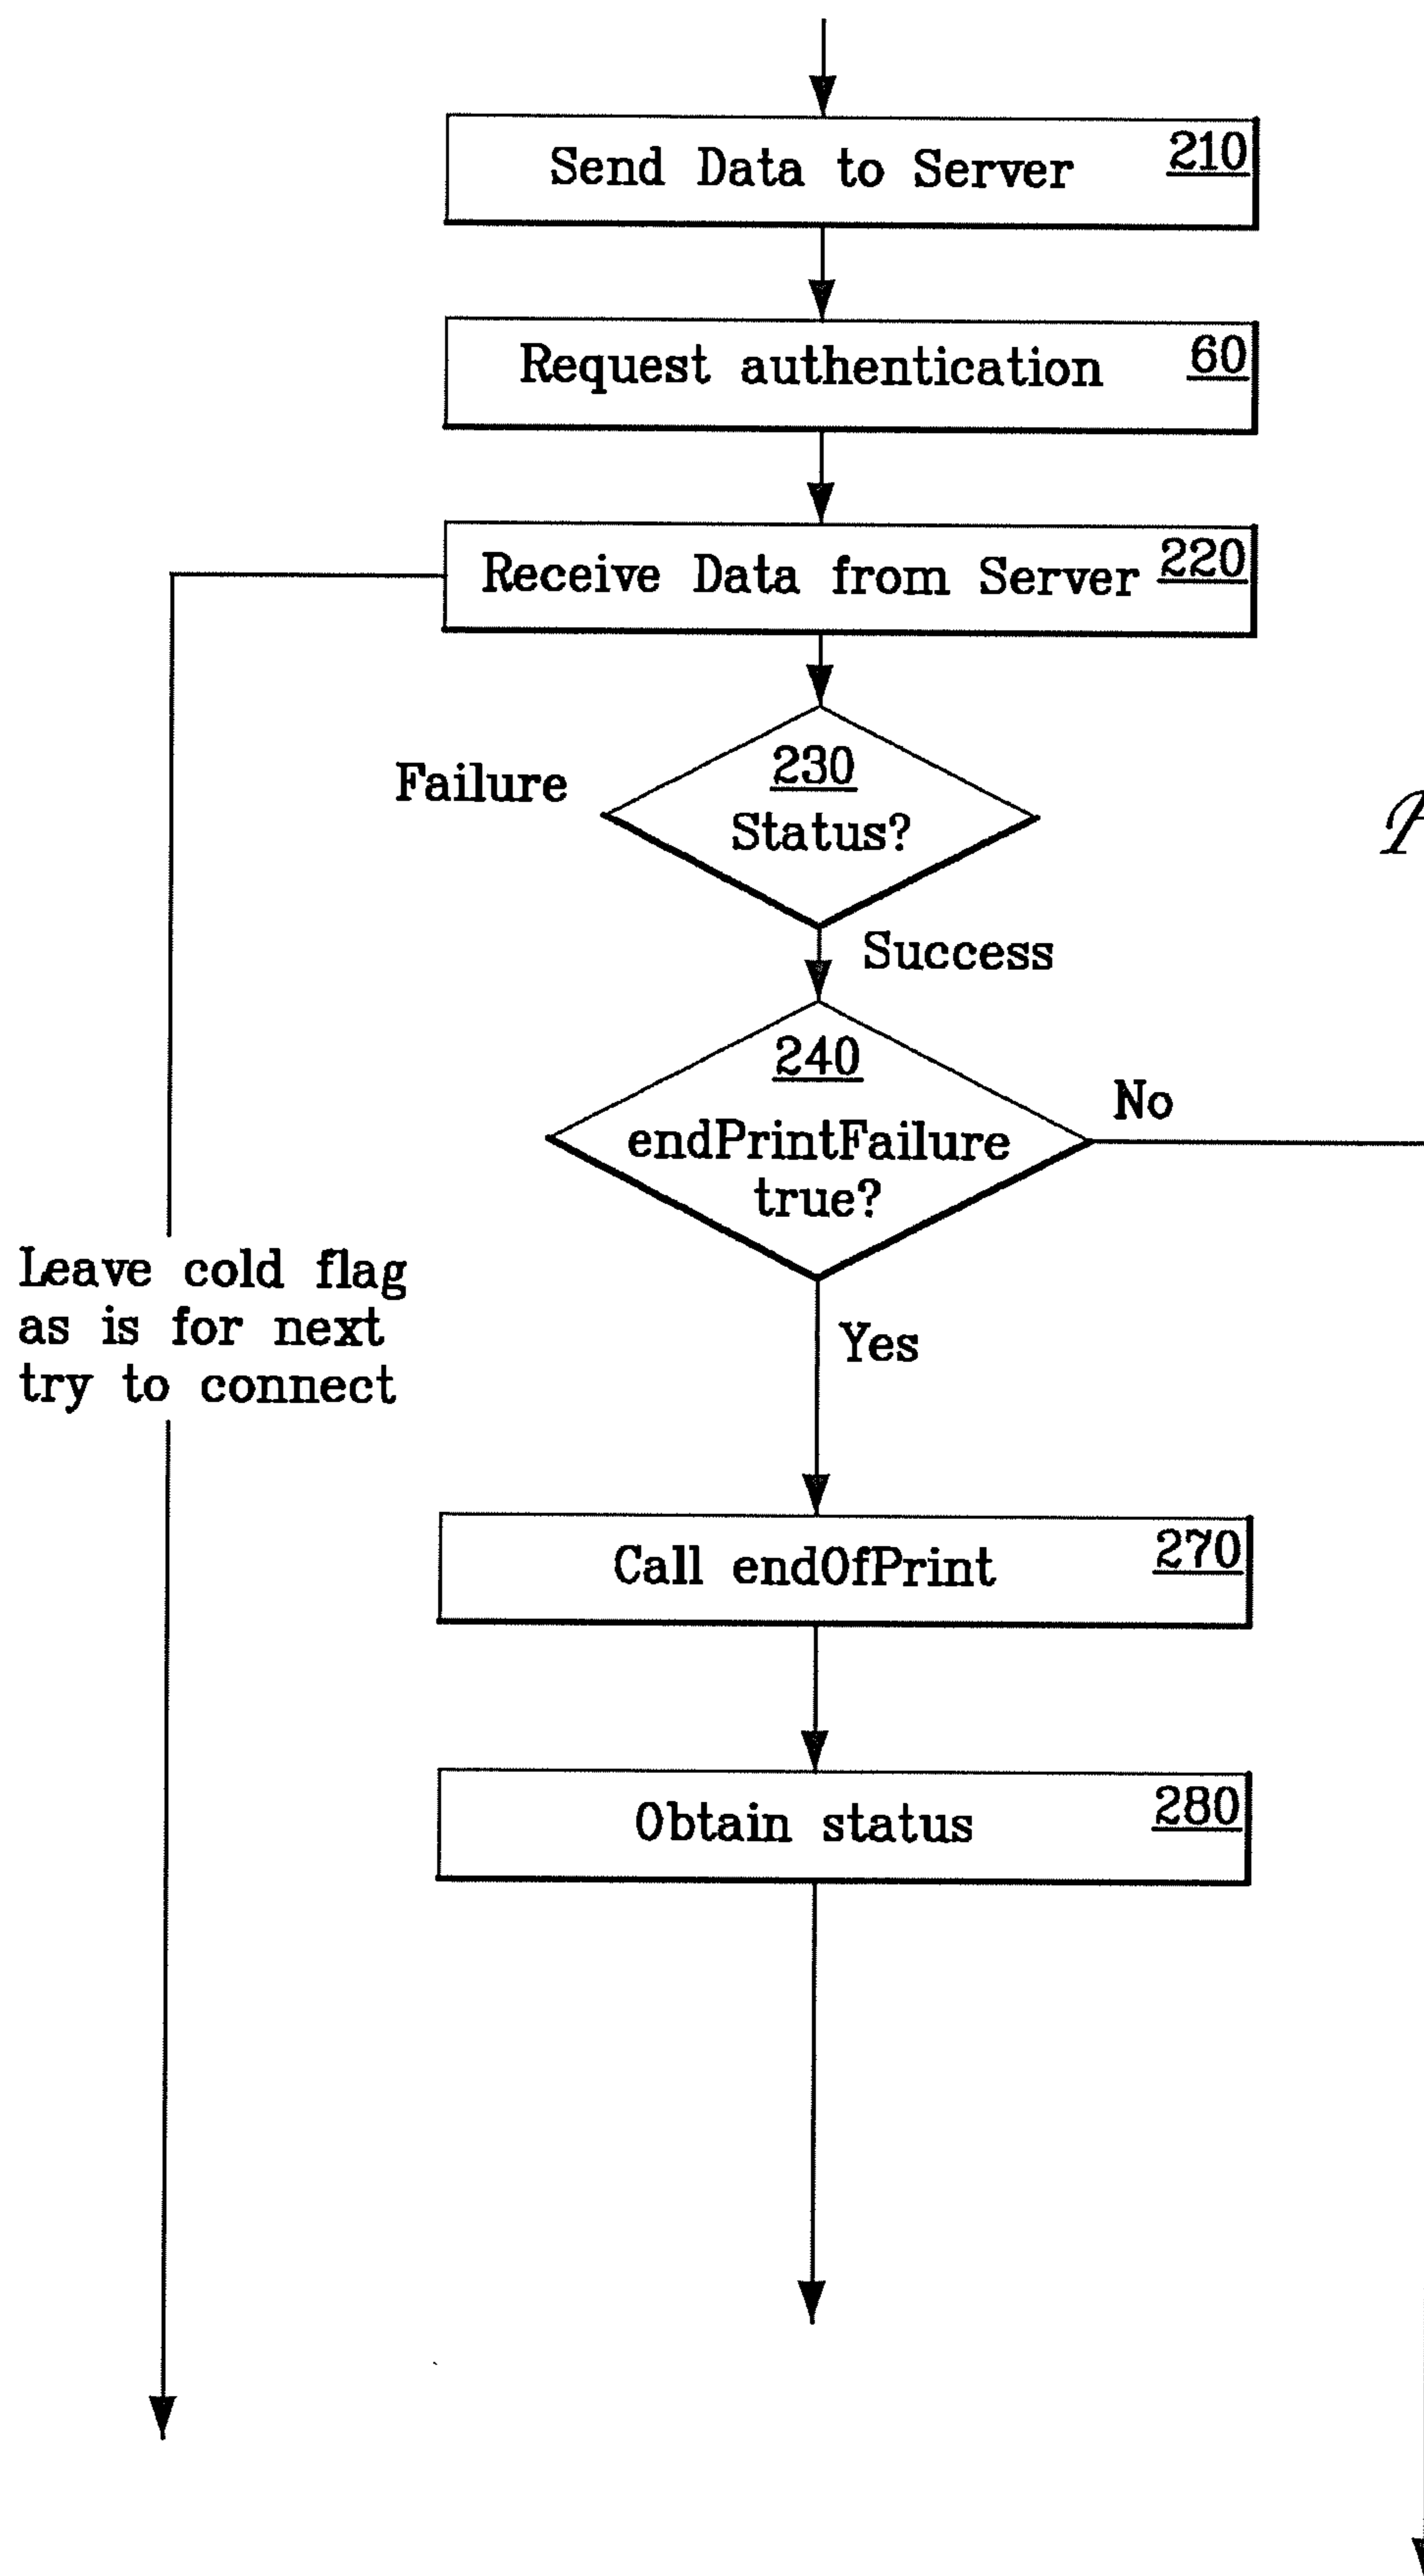 Send Data to Server 210
Request authentication 60
Receive Data from Server 220
230
Failure
Status?
Success
240
No
endPrintFailure
true?
Leave cold flag
as is for next
try to connect
Yes
Call endOfPrint 270
Obtain status 280